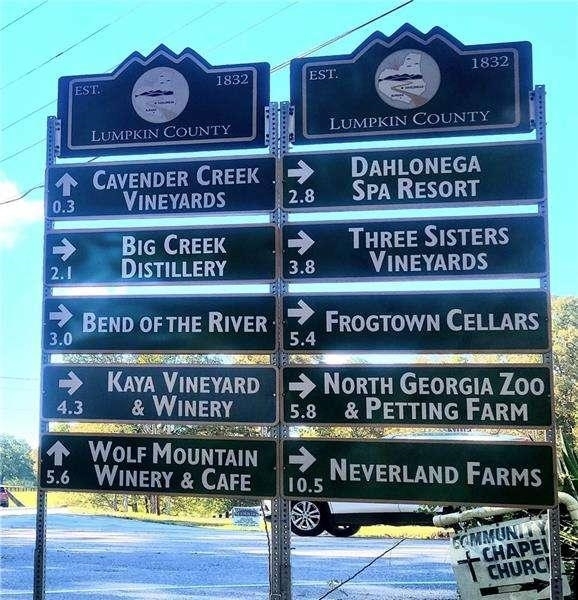 EST. 1832
LUMPKIN COUNTY
0.3 CAVENDER CREEK
VINEYARDS
2.1 BIG CREEK
DISTILLERY
3.0 BEND OF THE RIVER
4.3 KAYA VINEYARD
& WINERY
5.6 WOLF MOUNTAIN
WINERY & CAFE
EST. 1832
LUMPKIN COUNTY
2.8 DAHLONEGA
SPA RESORT
3.8 THREE SISTERS
VINEYARDS
5.4 FROGTOWN CELLARS
5.8 NORTH GEORGIA ZOO
& PETTING FARM
10.5 NEVERLAND FARMS
COMMUNITY
CHAPEL
CHURCH